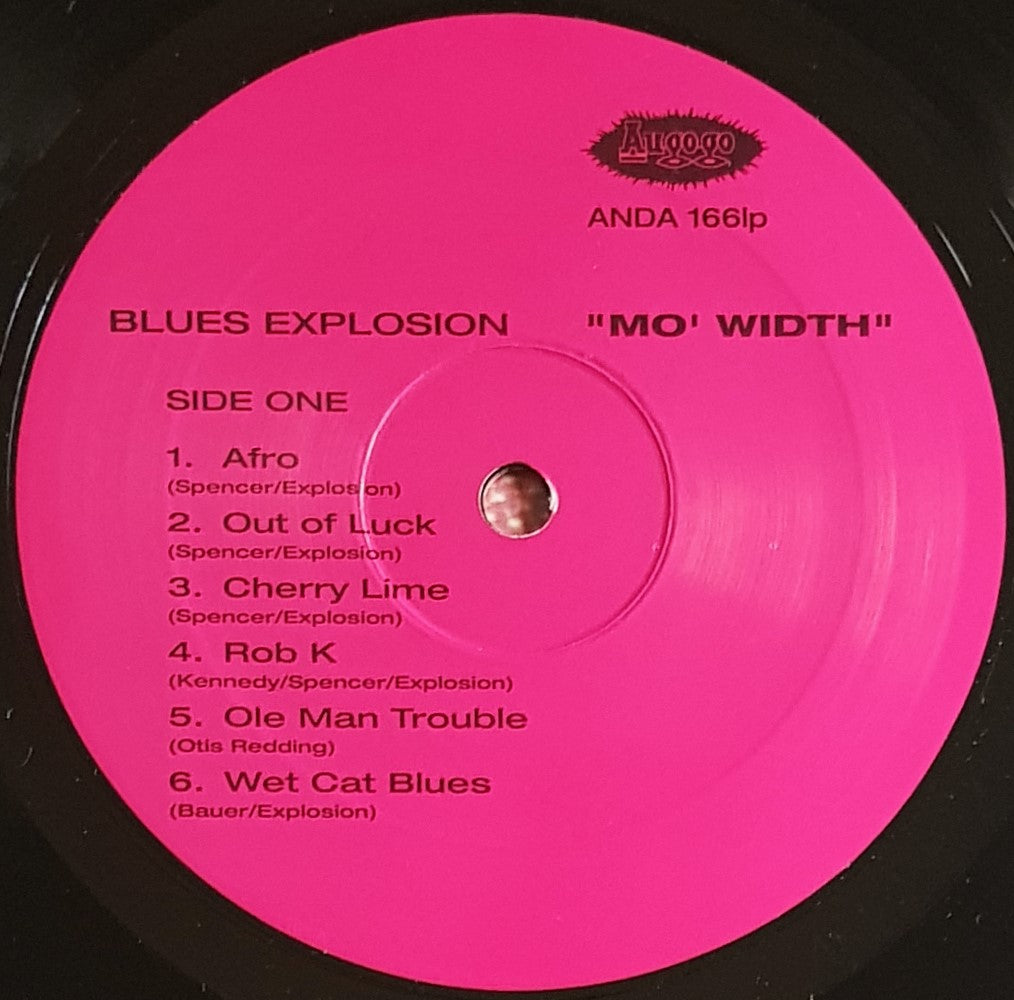 Augogo
ANDA 166lp
BLUES EXPLOSION "MO' WIDTH"
SIDE ONE
1. Afro
(Spencer/Explosion)
2. Out of Luck
(Spencer/Explosion)
3. Cherry Lime
(Spencer/Explosion)
4. Rob K
(Kennedy/Spencer/Explosion)
5. Ole Man Trouble
(Otis Redding)
6. Wet Cat Blues
(Bauer/Explosion)